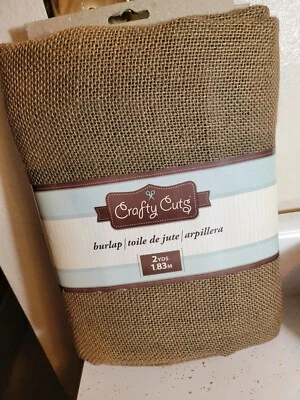 Crafty Cuts
burlap | toile de jute | arpillera
2 YDS
1.83 M